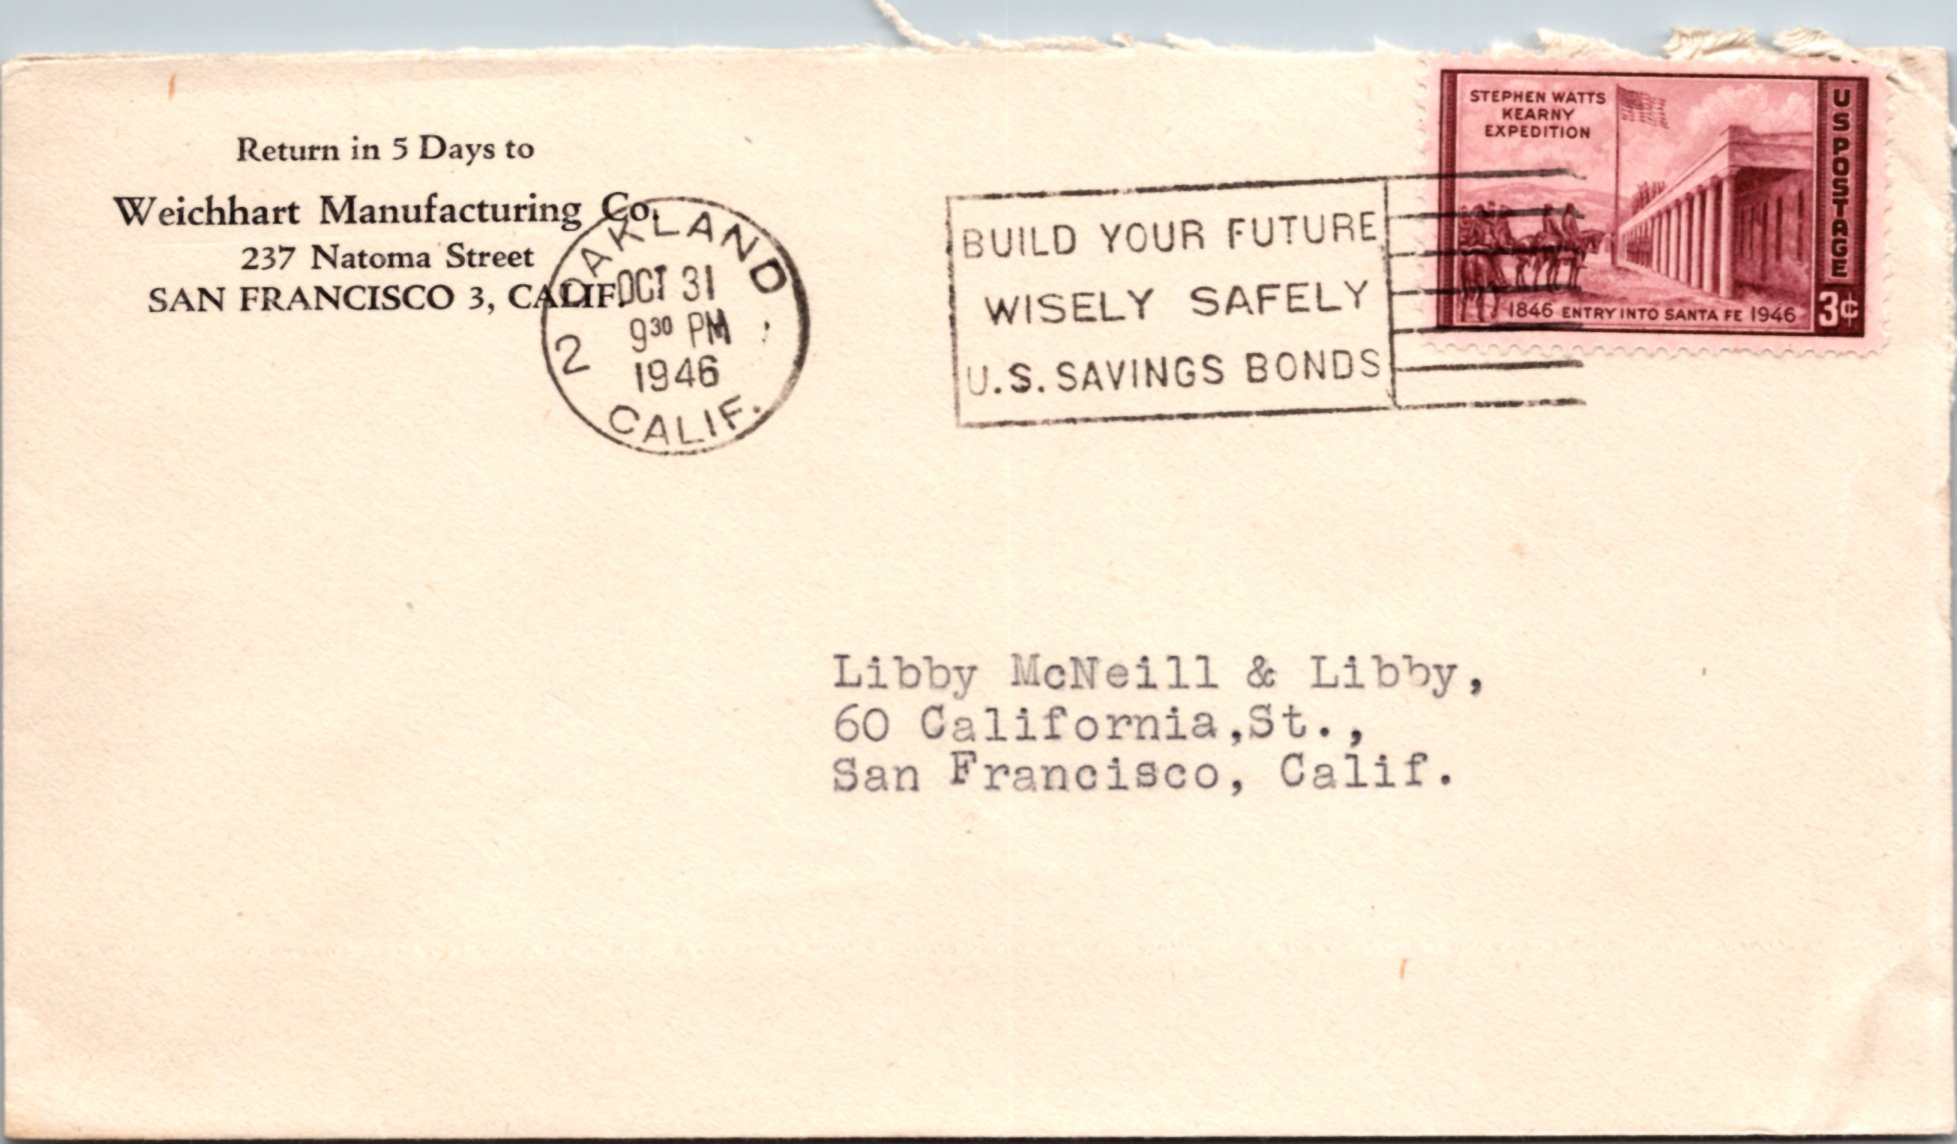 Return in 5 Days to
Weichhart Manufacturing Co.
237 Natoma Street
SAN FRANCISCO 3, CALIF.
OAKLAND
OCT 31
9 30 PM
1946
2
CALIF.
BUILD YOUR FUTURE
WISELY SAFELY
U.S. SAVINGS BONDS
STEPHEN WATTS
KEARNY
EXPEDITION
US POSTAGE
1846 ENTRY INTO SANTA FE 1946
3¢
Libby McNeill & Libby,
60 California,St.,
San Francisco, Calif.